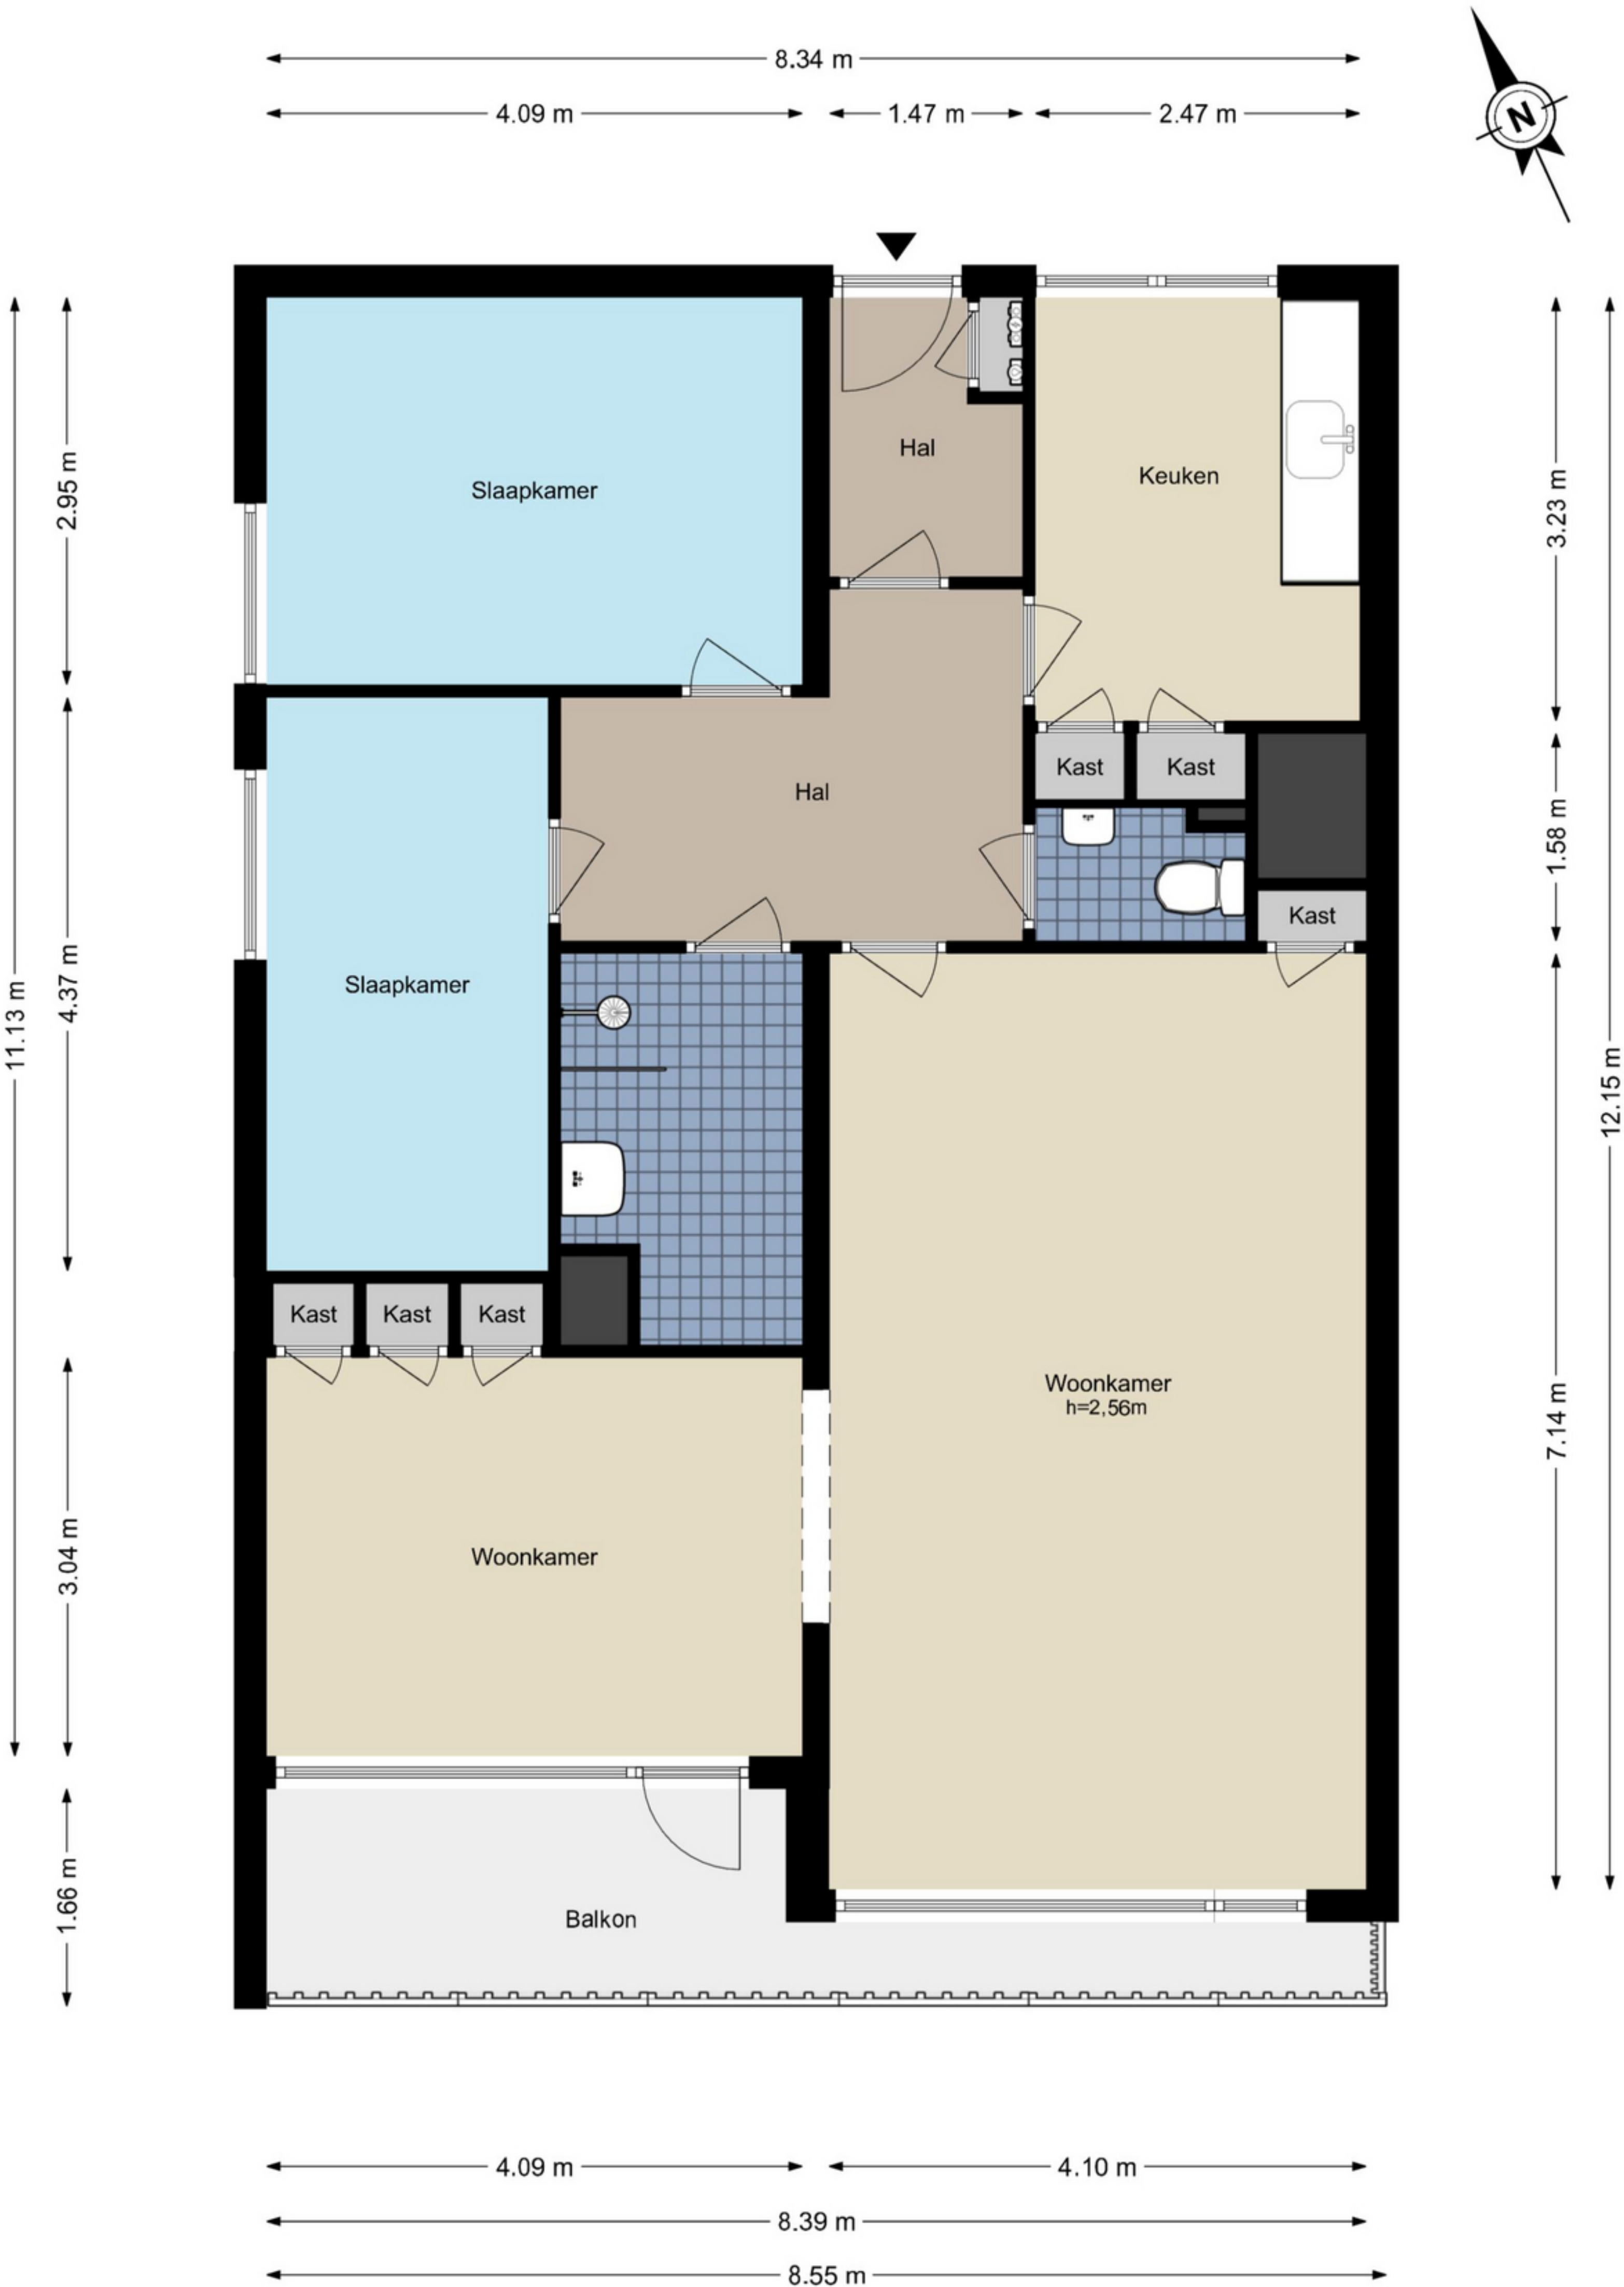 8.34 m
4.09 m
1.47 m
2.47 m
N
Hal
Keuken
Slaapkamer
2.95 m
3.23 m
Kast
Kast
Hal
1.58 m
Kast
Slaapkamer
4.37 m
11.13 m
12.15 m
Kast
Kast
Kast
Woonkamer
h=2,56m
7.14 m
Woonkamer
3.04 m
Balkon
1.66 m
4.09 m
4.10 m
8.39 m
8.55 m